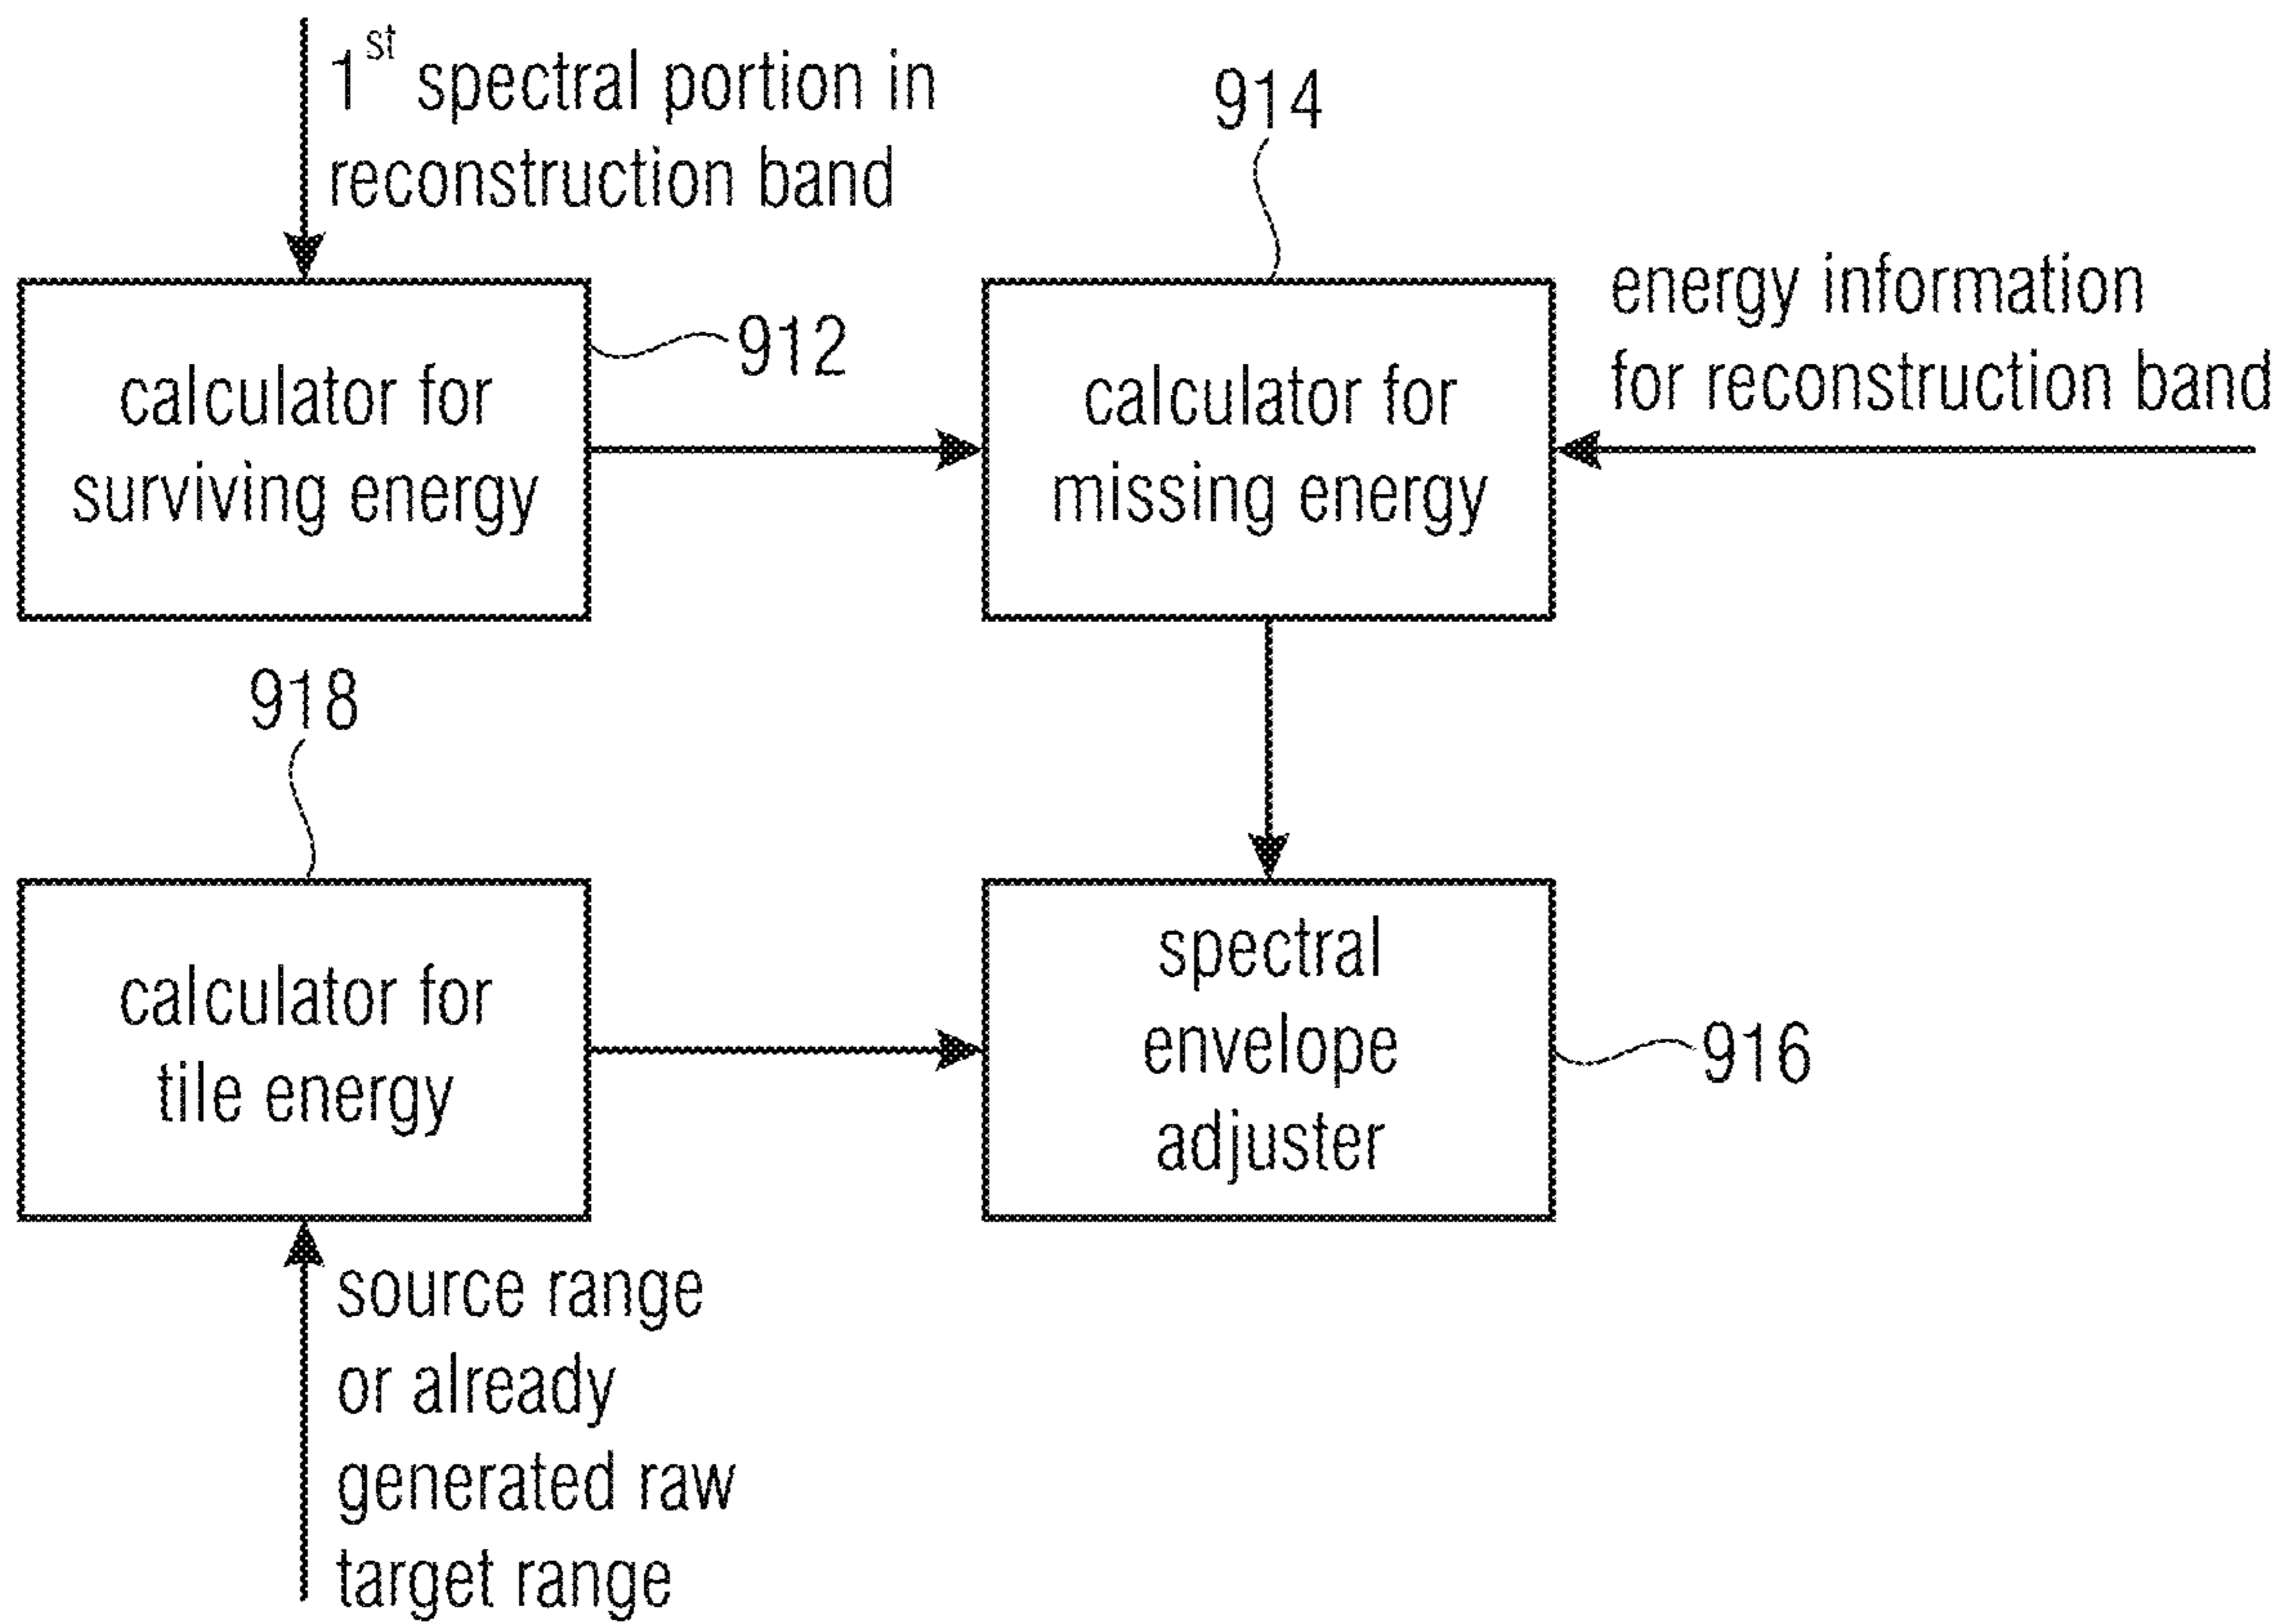 1st spectral portion in
reconstruction band
914
energy information
for reconstruction band
912
calculator for
surviving energy
calculator for
missing energy
918
calculator for
tile energy
spectral
envelope
adjuster
916
source range
or already
generated raw
target range